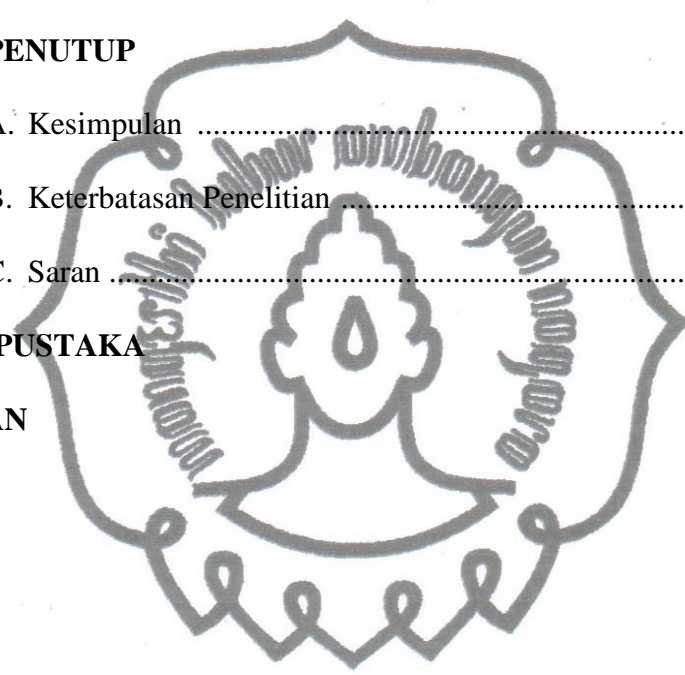 PENUTUP
A. Kesimpulan ............................................................
B. Keterbatasan Penelitian ...........................................
C. Saran .......................................................................
PUSTAKA
AN